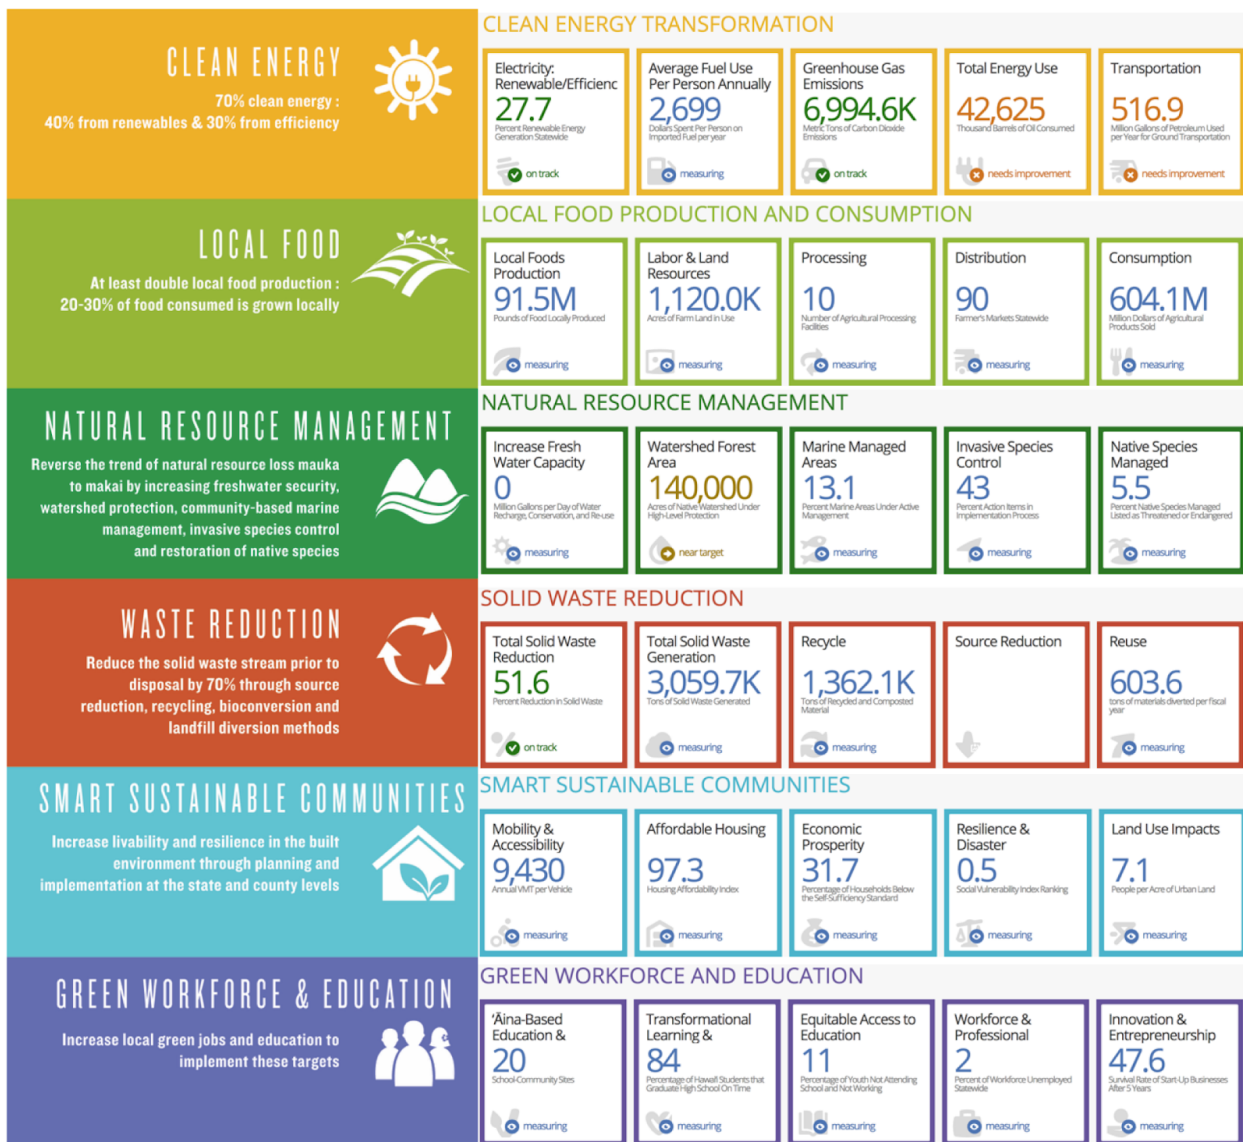 CLEAN ENERGY
70% clean energy :
40% from renewables & 30% from efficiency
CLEAN ENERGY TRANSFORMATION
Electricity:
Renewable/Efficienc
27.7
Percent Renewable Energy
Generation Statewide
on track
Average Fuel Use
Per Person Annually
2,699
Dollars Spent Per Person on
Imported Fuel per year
measuring
Greenhouse Gas
Emissions
6,994.6K
Metric Tons of Carbon Dioxide
Emissions
on track
Total Energy Use
42,625
Thousand Barrels of Oil Consumed
needs improvement
Transportation
516.9
Million Gallons of Petroleum Used
per Year for Ground Transportation
needs improvement
LOCAL FOOD
At least double local food production :
20-30% of food consumed is grown locally
LOCAL FOOD PRODUCTION AND CONSUMPTION
Local Foods
Production
91.5M
Pounds of Food Locally Produced
measuring
Labor & Land
Resources
1,120.0K
Acres of Farm Land in Use
measuring
Processing
10
Number of Agricultural Processing
Facilities
measuring
Distribution
90
Farmer's Markets Statewide
measuring
Consumption
604.1M
Million Dollars of Agricultural
Products Sold
measuring
NATURAL RESOURCE MANAGEMENT
Reverse the trend of natural resource loss mauka
to makai by increasing freshwater security,
watershed protection, community-based marine
management, invasive species control
and restoration of native species
NATURAL RESOURCE MANAGEMENT
Increase Fresh
Water Capacity
0
Million Gallons per Day of Water
Recharge, Conservation, and Re-use
measuring
Watershed Forest
Area
140,000
Acres of Native Watershed Under
High-Level Protection
near target
Marine Managed
Areas
13.1
Percent Marine Areas Under Active
Management
measuring
Invasive Species
Control
43
Percent Action Items in
Implementation Process
measuring
Native Species
Managed
5.5
Percent Native Species Managed
Listed as Threatened or Endangered
measuring
WASTE REDUCTION
Reduce the solid waste stream prior to
disposal by 70% through source
reduction, recycling, bioconversion and
landfill diversion methods
SOLID WASTE REDUCTION
Total Solid Waste
Reduction
51.6
Percent Reduction in Solid Waste
on track
Total Solid Waste
Generation
3,059.7K
Tons of Solid Waste Generated
measuring
Recycle
1,362.1K
Tons of Recycled and Composted
Material
measuring
Source Reduction
Reuse
603.6
tons of materials diverted per fiscal
year
measuring
SMART SUSTAINABLE COMMUNITIES
Increase livability and resilience in the built
environment through planning and
implementation at the state and county levels
SMART SUSTAINABLE COMMUNITIES
Mobility &
Accessibility
9,430
Annual VMT per Vehicle
measuring
Affordable Housing
97.3
Housing Affordability Index
measuring
Economic
Prosperity
31.7
Percentage of Households Below
the Self-Sufficiency Standard
measuring
Resilience &
Disaster
0.5
Social Vulnerability Index Ranking
measuring
Land Use Impacts
7.1
People per Acre of Urban Land
measuring
GREEN WORKFORCE & EDUCATION
Increase local green jobs and education to
implement these targets
GREEN WORKFORCE AND EDUCATION
ʻĀina-Based
Education &
20
School-Community Sites
measuring
Transformational
Learning &
84
Percentage of Hawaiʻi Students that
Graduate High School On Time
measuring
Equitable Access to
Education
11
Percentage of Youth Not Attending
School and Not Working
measuring
Workforce &
Professional
2
Percent of Workforce Unemployed
Statewide
measuring
Innovation &
Entrepreneurship
47.6
Survival Rate of Start-Up Businesses
After 5 Years
measuring